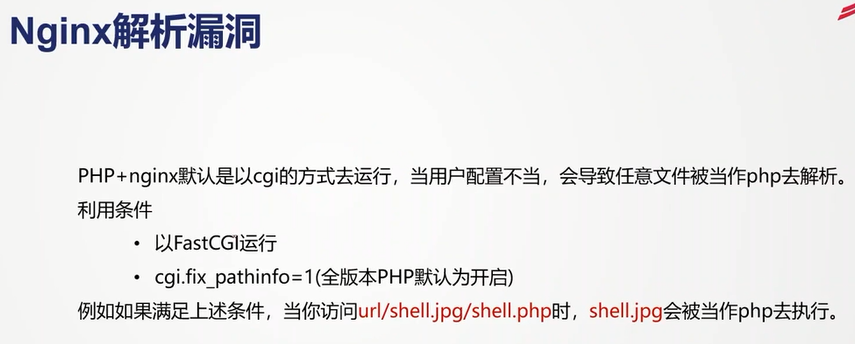 Nginx解析漏洞
PHP+nginx默认是以cgi的方式去运行，当用户配置不当，会导致任意文件被当作php去解析。
利用条件
• 以FastCGI运行
• cgi.fix_pathinfo=1(全版本PHP默认为开启)
例如如果满足上述条件，当你访问url/shell.jpg/shell.php时，shell.jpg会被当作php去执行。